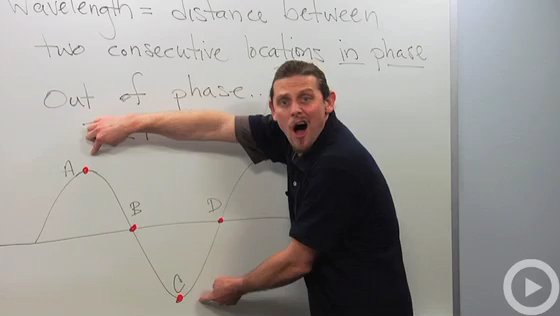 Wavelength = distance between
two consecutive locations in phase
Out of phase..
A
B
D
C